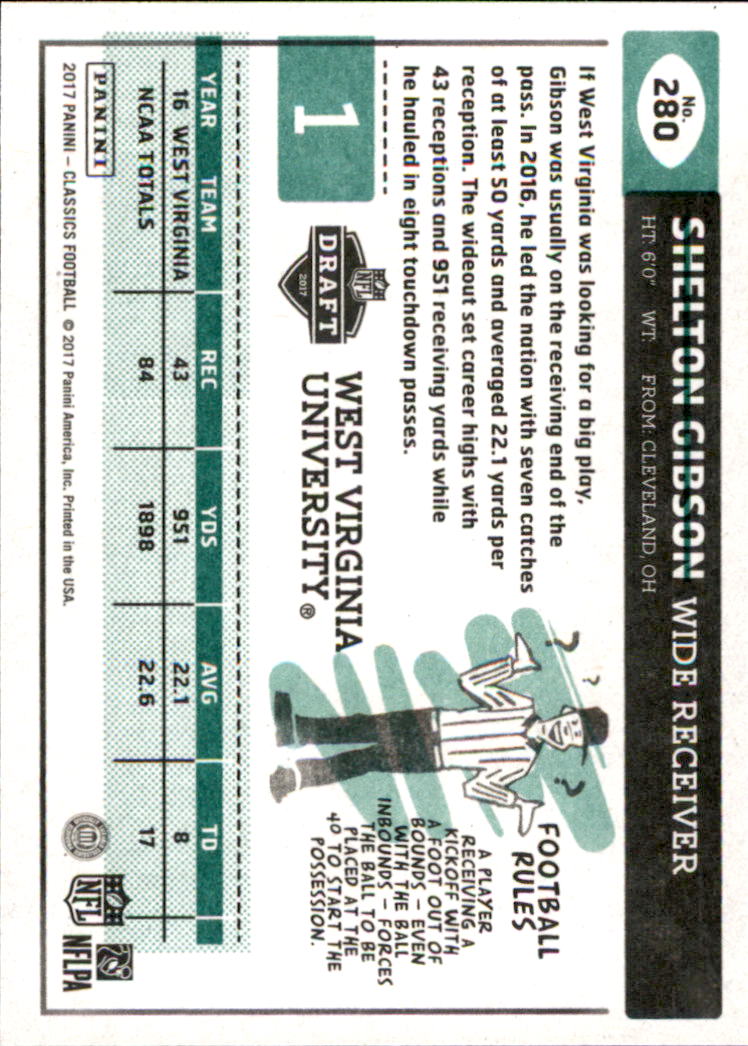 No.
280
SHELTON GIBSON WIDE RECEIVER
HT: 6'0" WT: FROM: CLEVELAND, OH
If West Virginia was looking for a big play,
Gibson was usually on the receiving end of the
pass. In 2016, he led the nation with seven catches
of at least 50 yards and averaged 22.1 yards per
reception. The wideout set career highs with
43 receptions and 951 receiving yards while
he hauled in eight touchdown passes.
? ? ?
FOOTBALL
RULES
A PLAYER
RECEIVING A
KICKOFF WITH
A FOOT OUT OF
BOUNDS – EVEN
WITH THE BALL
INBOUNDS – FORCES
THE BALL TO BE
PLACED AT THE
40 TO START THE
POSSESSION.
1
NFL
DRAFT
2017
WEST VIRGINIA
UNIVERSITY®
YEAR TEAM REC YDS AVG TD
16 WEST VIRGINIA 43 951 22.1 8
NCAA TOTALS 84 1898 22.6 17
PANINI
2017 PANINI – CLASSICS FOOTBALL © 2017 Panini America, Inc. Printed in the USA.
NFL
NFLPA